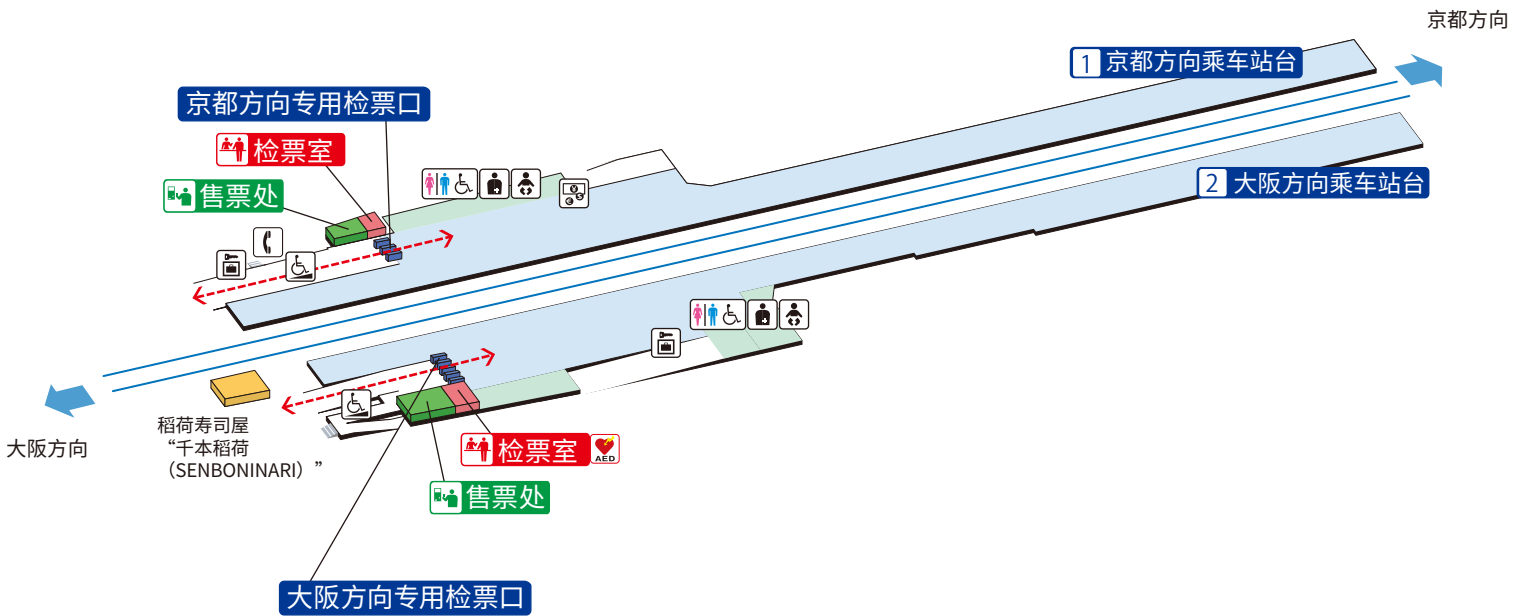 京都方向
1 京都方向乘车站台
京都方向专用检票口
检票室
售票处
2 大阪方向乘车站台
稻荷寿司屋
“千本稻荷
（SENBONINARI）”
大阪方向
检票室
AED
售票处
大阪方向专用检票口